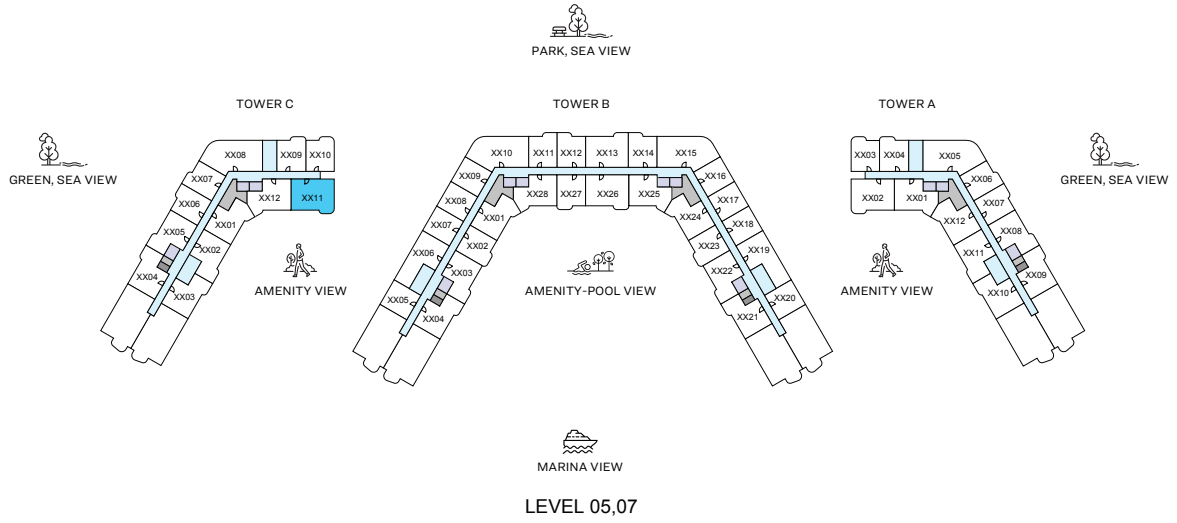 PARK, SEA VIEW
TOWER C
TOWER B
TOWER A
GREEN, SEA VIEW
GREEN, SEA VIEW
XX08
XX09
XX10
XX07
XX12
XX11
XX06
XX01
XX05
XX02
XX04
XX03
XX10
XX11
XX12
XX13
XX14
XX15
XX09
XX28
XX27
XX26
XX25
XX16
XX08
XX01
XX24
XX17
XX07
XX02
XX23
XX18
XX06
XX03
XX22
XX19
XX05
XX04
XX21
XX20
XX03
XX04
XX05
XX02
XX01
XX06
XX12
XX07
XX11
XX08
XX10
XX09
AMENITY VIEW
AMENITY-POOL VIEW
AMENITY VIEW
MARINA VIEW
LEVEL 05,07